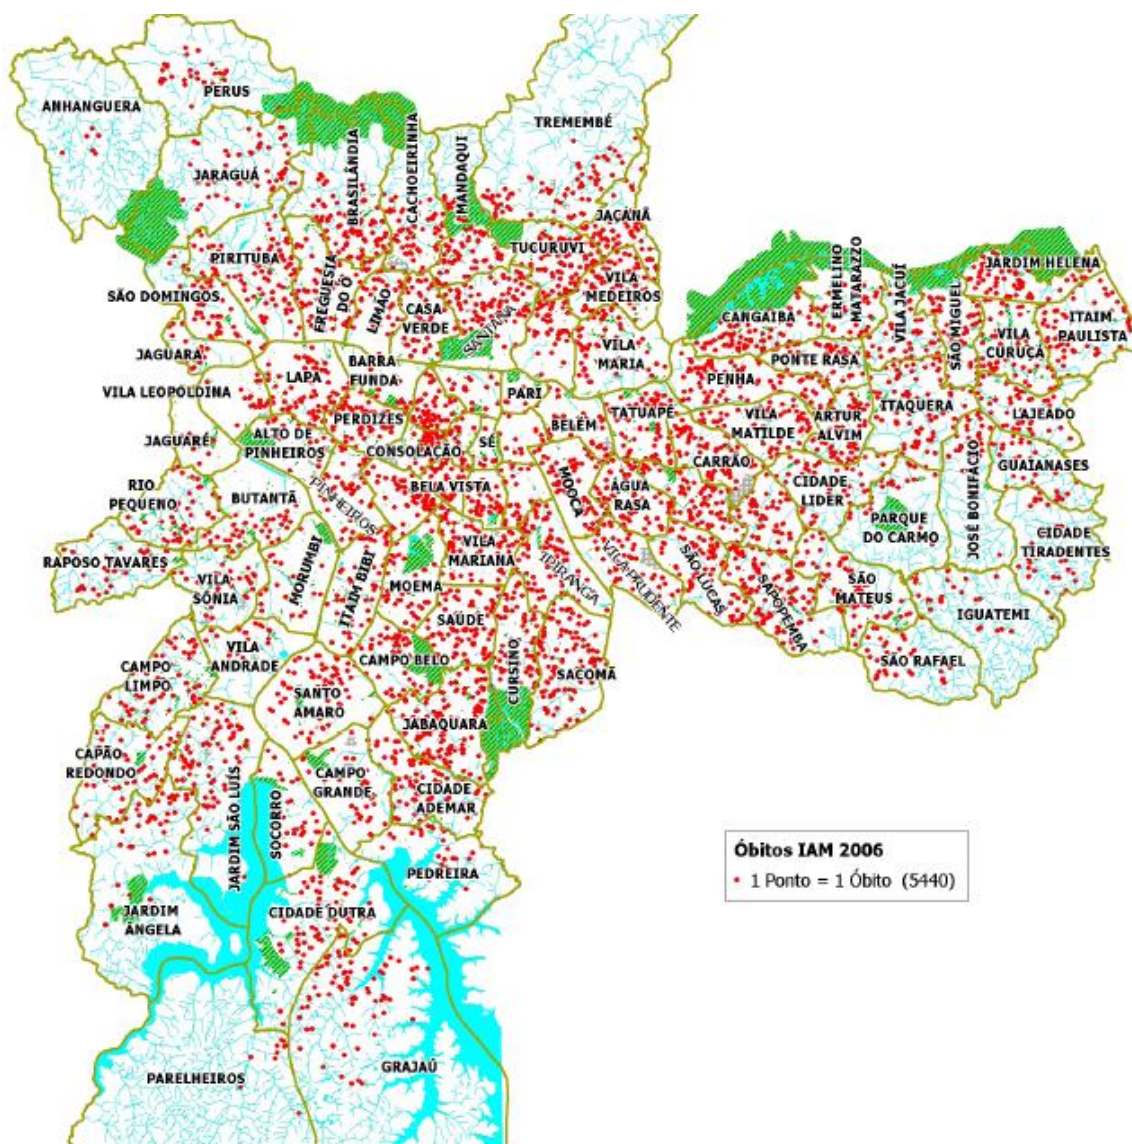 ANHANGUERA
PERUS
TREMEMBÉ
JARAGUÁ
BRASILÂNDIA
CACHOEIRINHA
MANDAQUI
JAÇANÃ
TUCURUVI
PIRITUBA
FREGUESIA
DO Ó
LIMÃO
CASA
VERDE
SANTANA
VILA
MEDEIROS
SÃO DOMINGOS
CANGAIBA
ERMELINO
MATARAZZO
VILA JACUÍ
SÃO MIGUEL
JARDIM HELENA
VILA
CURUÇÁ
ITAIM
PAULISTA
JAGUARA
LAPA
BARRA
FUNDA
VILA
MARIA
PONTE RASA
PENHA
VILA LEOPOLDINA
PERDIZES
PARI
BELÉM
TATUAPÉ
VILA
MATILDE
ARTUR
ALVIM
ITAQUERA
LAJEADO
JAGUARÉ
ALTO DE
PINHEIROS
CONSOLAÇÃO
SÉ
CARRÃO
GUAIANASES
RIO
PEQUENO
BUTANTÃ
PINHEIROS
BELA VISTA
MOOCA
ÁGUA
RASA
CIDADE
LIDER
PARQUE
DO CARMO
JOSÉ BONIFÁCIO
CIDADE
TIRADENTES
RAPOSO TAVARES
VILA
SÔNIA
MORUMBI
ITAIM BIBI
MOEMA
VILA
MARIANA
IPIRANGA
VILA PRUDENTE
SÃO LUCAS
SAPOPEMBA
SÃO
MATEUS
IGUATEMI
SAÚDE
CAMPO
LIMPO
VILA
ANDRADE
CAMPO BELO
CURSINO
SACOMÃ
SÃO RAFAEL
SANTO
AMARO
JABAQUARA
CAPÃO
REDONDO
JARDIM SÃO LUÍS
SOCORRO
CAMPO
GRANDE
CIDADE
ADEMAR
PEDREIRA
Óbitos IAM 2006
1 Ponto = 1 Óbito (5440)
JARDIM
ÂNGELA
CIDADE DUTRA
PARELHEIROS
GRAJAÚ